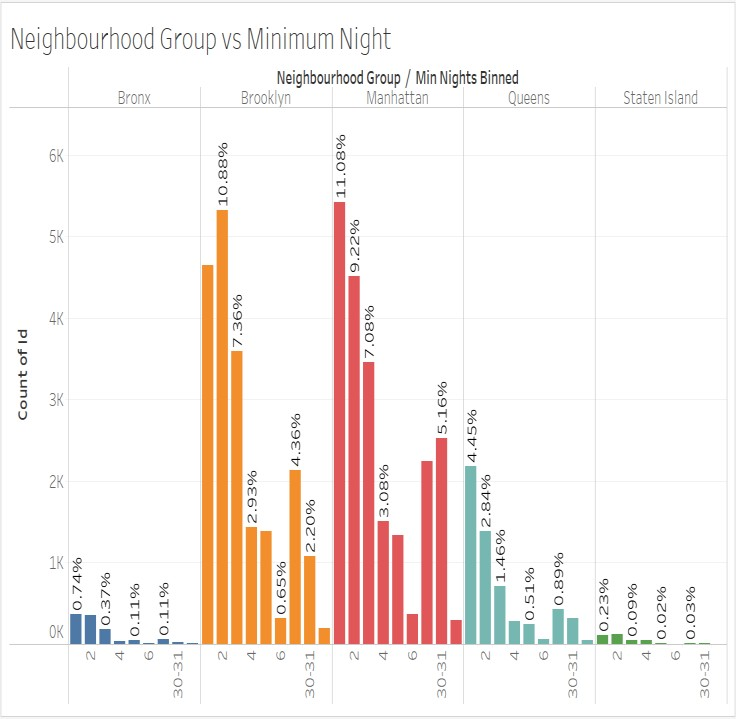 Neighbourhood Group vs Minimum Night
Neighbourhood Group / Min Nights Binned
Bronx Brooklyn Manhattan Queens Staten Island
Count of Id
6K
5K
4K
3K
2K
1K
0K
0.74%
0.37%
0.11%
0.11%
10.88%
7.36%
2.93%
0.65%
4.36%
2.20%
11.08%
9.22%
7.08%
3.08%
5.16%
4.45%
2.84%
1.46%
0.51%
0.89%
0.23%
0.09%
0.02%
0.03%
2 4 6 30-31 2 4 6 30-31 2 4 6 30-31 2 4 6 30-31 2 4 6 30-31